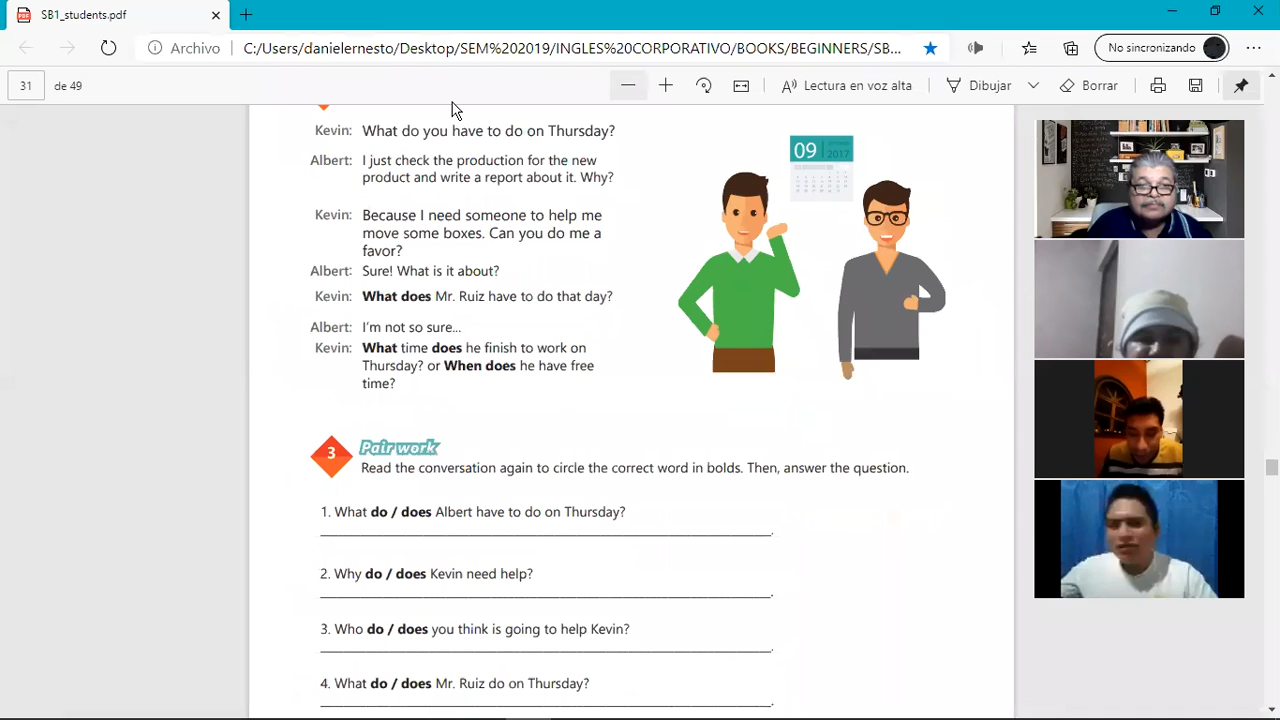 SB1_students.pdf
Archivo
C:/Users/danielernesto/Desktop/SEM%202019/INGLES%20CORPORATIVO/BOOKS/BEGINNERS/SB...
No sincronizando
31
de 49
Lectura en voz alta
Dibujar
Borrar
Kevin: What do you have to do on Thursday?
Albert: I just check the production for the new
product and write a report about it. Why?
Kevin: Because I need someone to help me
move some boxes. Can you do me a
favor?
Albert: Sure! What is it about?
Kevin: What does Mr. Ruiz have to do that day?
Albert: I'm not so sure...
Kevin: What time does he finish to work on
Thursday? or When does he have free
time?
09
2017
3
Pair work
Read the conversation again to circle the correct word in bolds. Then, answer the question.
1. What do / does Albert have to do on Thursday?
2. Why do / does Kevin need help?
3. Who do / does you think is going to help Kevin?
4. What do / does Mr. Ruiz do on Thursday?